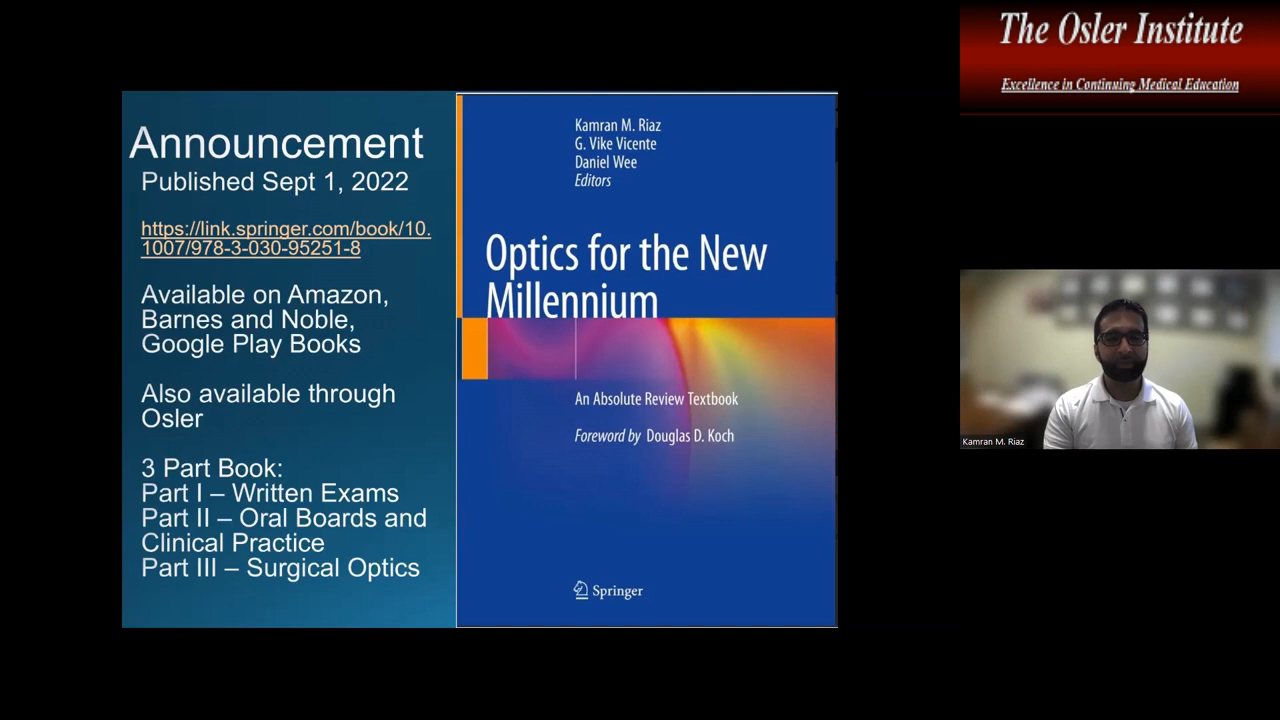 Announcement
Published Sept 1, 2022
https://link.springer.com/book/10.
1007/978-3-030-95251-8
Available on Amazon,
Barnes and Noble,
Google Play Books
Also available through
Osler
3 Part Book:
Part I – Written Exams
Part II – Oral Boards and
Clinical Practice
Part III – Surgical Optics
Kamran M. Riaz
G. Vike Vicente
Daniel Wee
Editors
Optics for the New
Millennium
An Absolute Review Textbook
Foreword by Douglas D. Koch
Springer
The Osler Institute
Excellence in Continuing Medical Education
Kamran M. Riaz